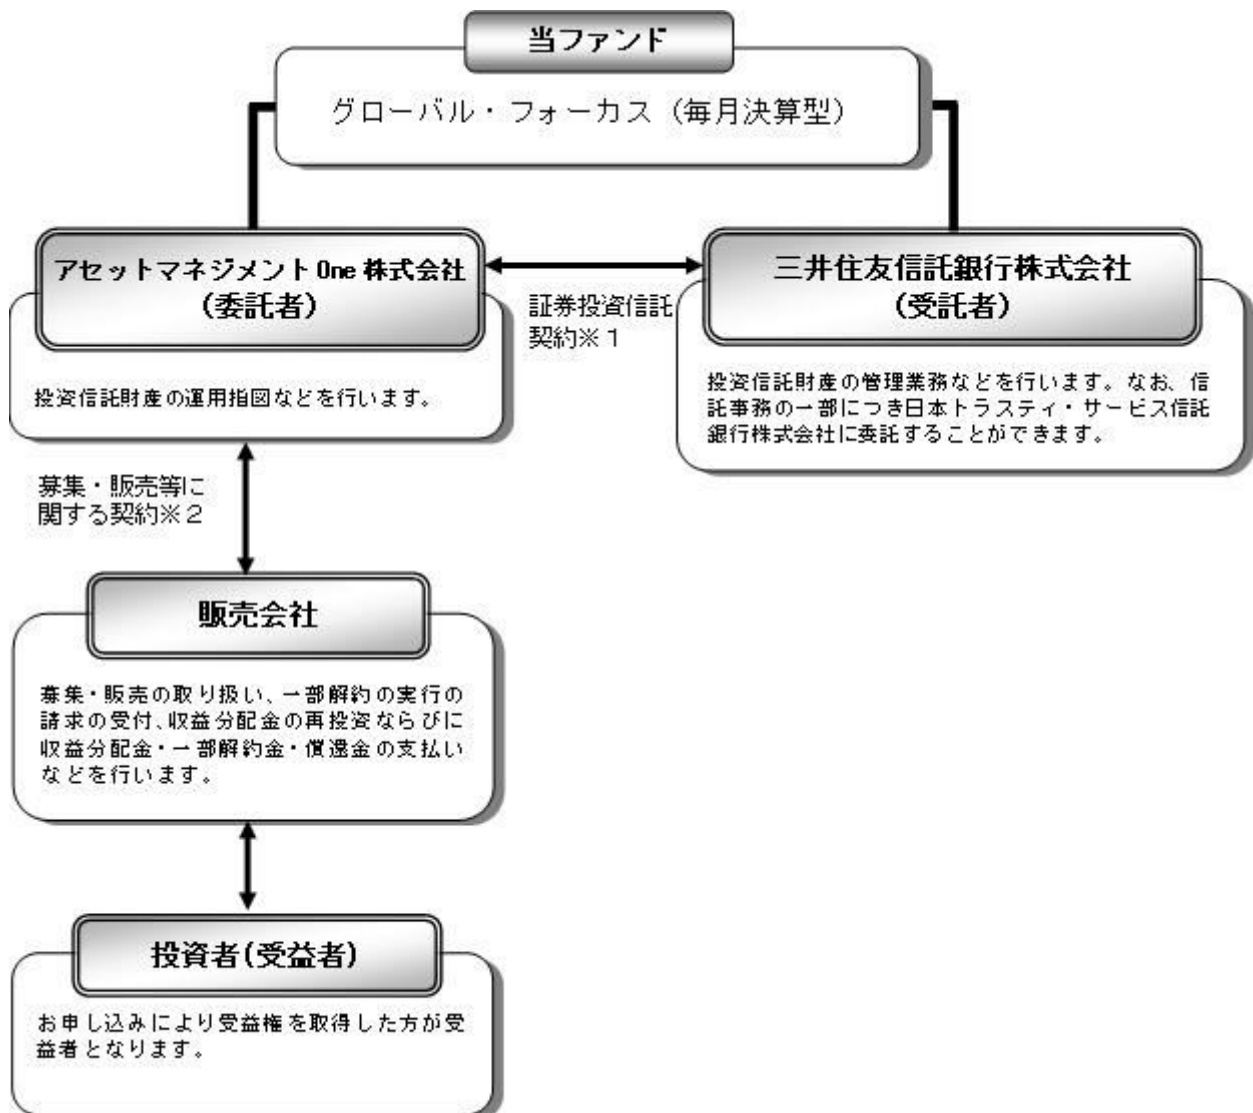 当ファンド
グローバル・フォーカス（毎月決算型）
アセットマネジメントOne株式会社
（委託者）
投資信託財産の運用指図などを行います。
証券投資信託
契約※１
三井住友信託銀行株式会社
（受託者）
投資信託財産の管理業務などを行います。なお、信
託事務の一部につき日本トラスティ・サービス信託
銀行株式会社に委託することができます。
募集・販売等に
関する契約※２
販売会社
募集・販売の取り扱い、一部解約の実行の
請求の受付、収益分配金の再投資ならびに
収益分配金・一部解約金・償還金の支払い
などを行います。
投資者（受益者）
お申し込みにより受益権を取得した方が受
益者となります。